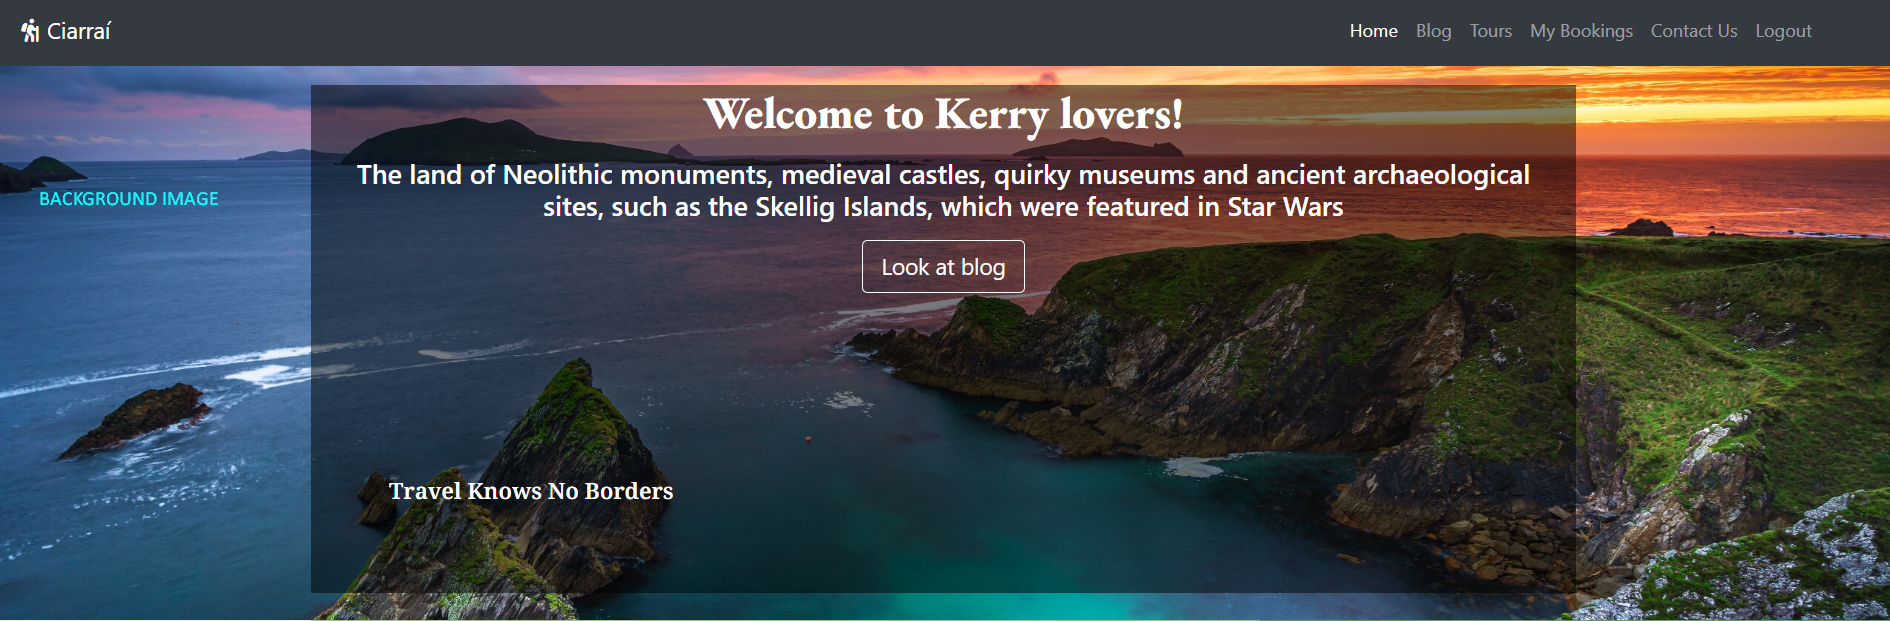 Ciarraí
Home Blog Tours My Bookings Contact Us Logout
Welcome to Kerry lovers!
The land of Neolithic monuments, medieval castles, quirky museums and ancient archaeological
sites, such as the Skellig Islands, which were featured in Star Wars
BACKGROUND IMAGE
Look at blog
Travel Knows No Borders